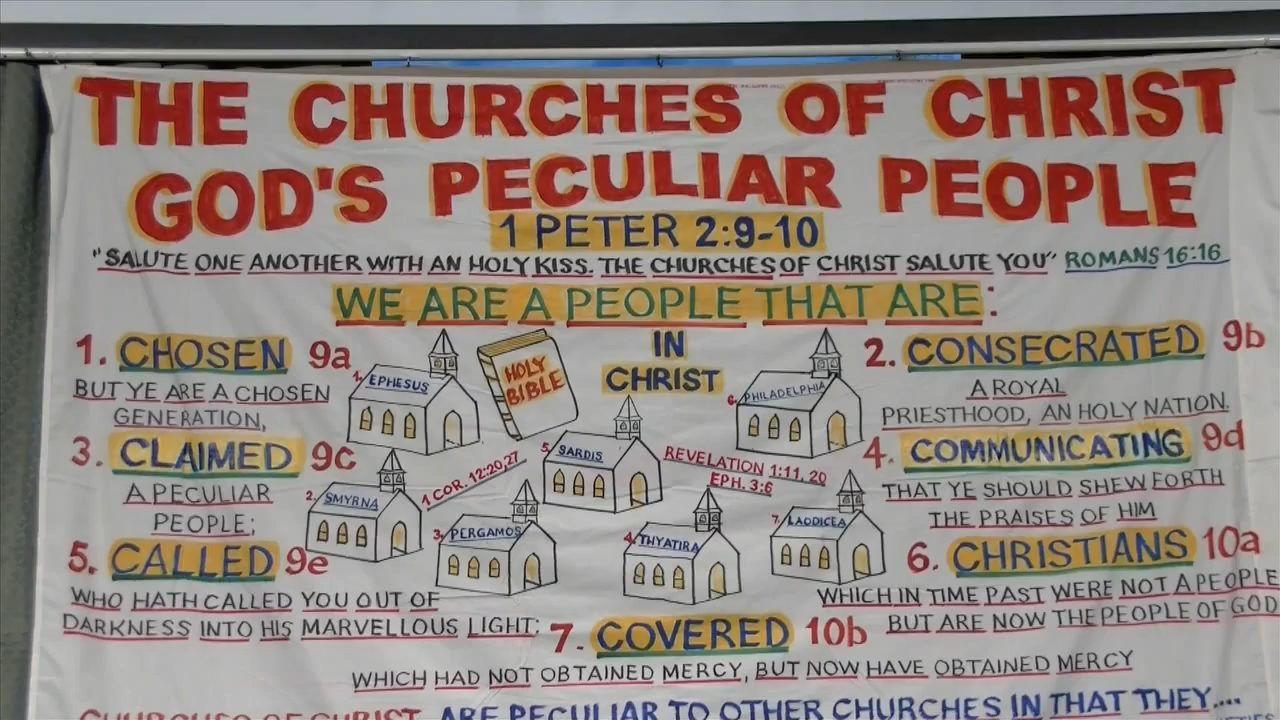 THE CHURCHES OF CHRIST
GOD'S PECULIAR PEOPLE
1 PETER 2:9-10
"SALUTE ONE ANOTHER WITH AN HOLY KISS. THE CHURCHES OF CHRIST SALUTE YOU" ROMANS 16:16
WE ARE A PEOPLE THAT ARE:
IN
CHRIST
1. CHOSEN 9a
BUT YE ARE A CHOSEN
GENERATION,
2. CONSECRATED 9b
A ROYAL
PRIESTHOOD, AN HOLY NATION.
3. CLAIMED 9c
A PECULIAR
PEOPLE;
4. COMMUNICATING 9d
THAT YE SHOULD SHEW FORTH
THE PRAISES OF HIM
5. CALLED 9e
WHO HATH CALLED YOU OUT OF
DARKNESS INTO HIS MARVELLOUS LIGHT;
6. CHRISTIANS 10a
WHICH IN TIME PAST WERE NOT A PEOPLE
BUT ARE NOW THE PEOPLE OF GOD
7. COVERED 10b
WHICH HAD NOT OBTAINED MERCY, BUT NOW HAVE OBTAINED MERCY
1. EPHESUS
HOLY
BIBLE
6. PHILADELPHIA
5. SARDIS
1 COR. 12:20,27
REVELATION 1:11, 20
EPH. 3:6
2. SMYRNA
3. PERGAMOS
4. THYATIRA
7. LAODICEA
CHURCHES OF CHRIST ARE PECULIAR TO OTHER CHURCHES IN THAT THEY....